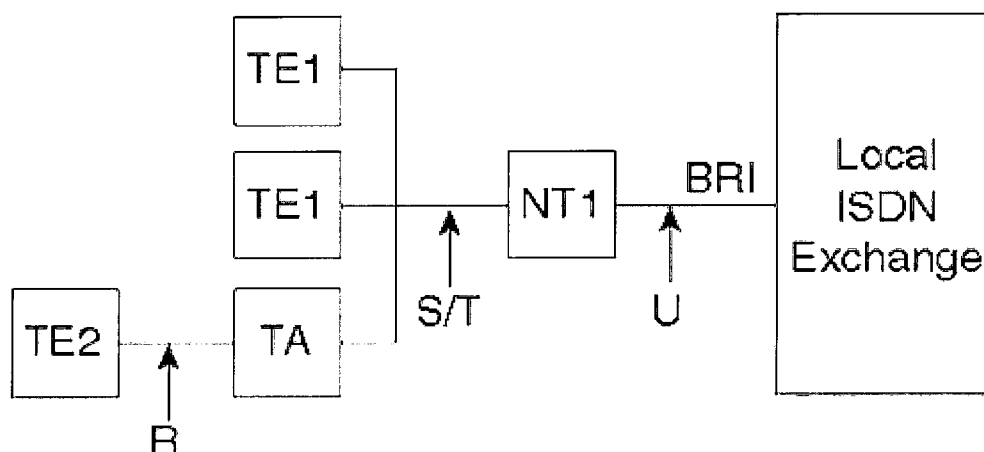 TE1
TE1
NT1
BRI
Local
ISDN
Exchange
S/T
U
TE2
TA
R